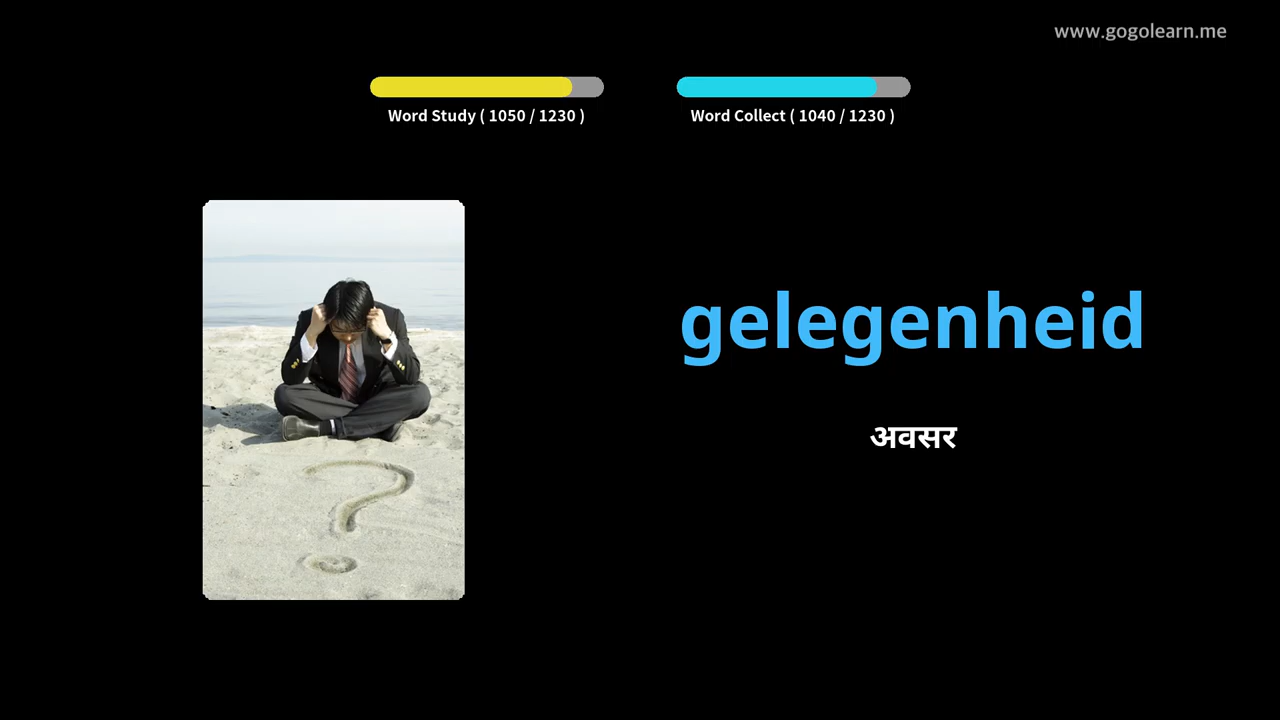 www.gogolearn.me
Word Study ( 1050 / 1230 )
Word Collect ( 1040 / 1230 )
gelegenheid
अवसर
?